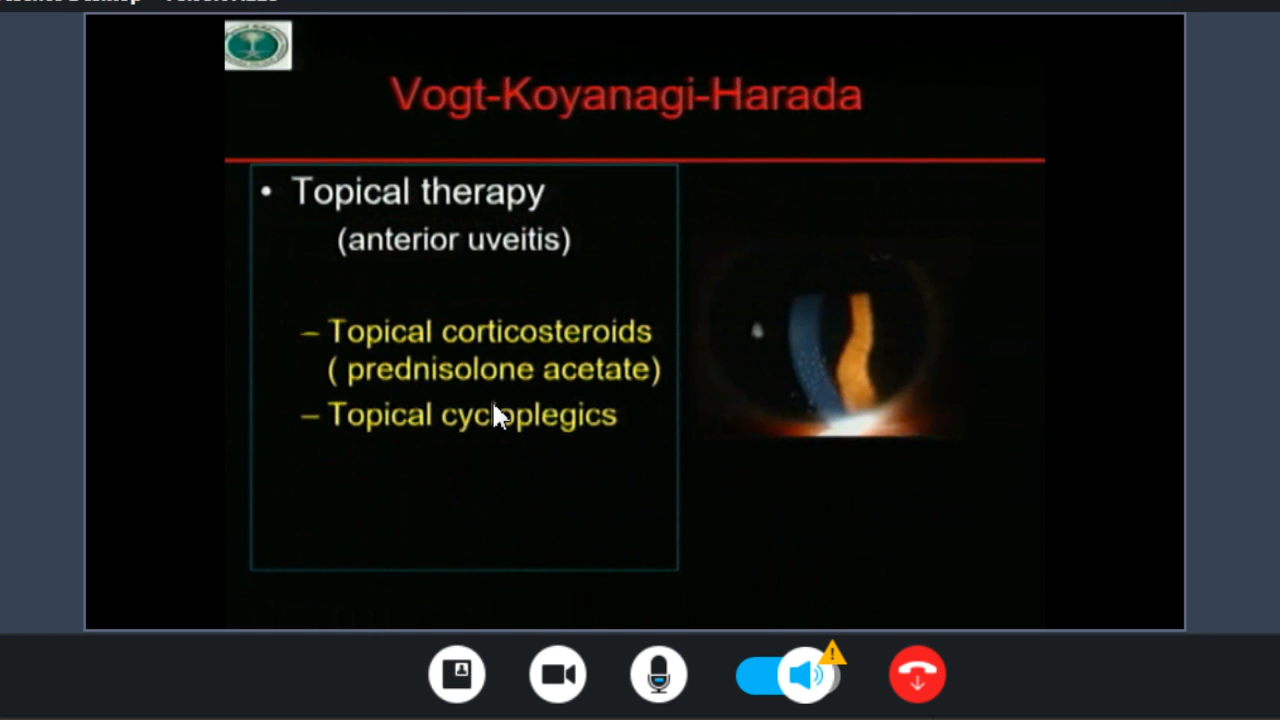 Vogt-Koyanagi-Harada
• Topical therapy
(anterior uveitis)
– Topical corticosteroids
( prednisolone acetate)
– Topical cycloplegics